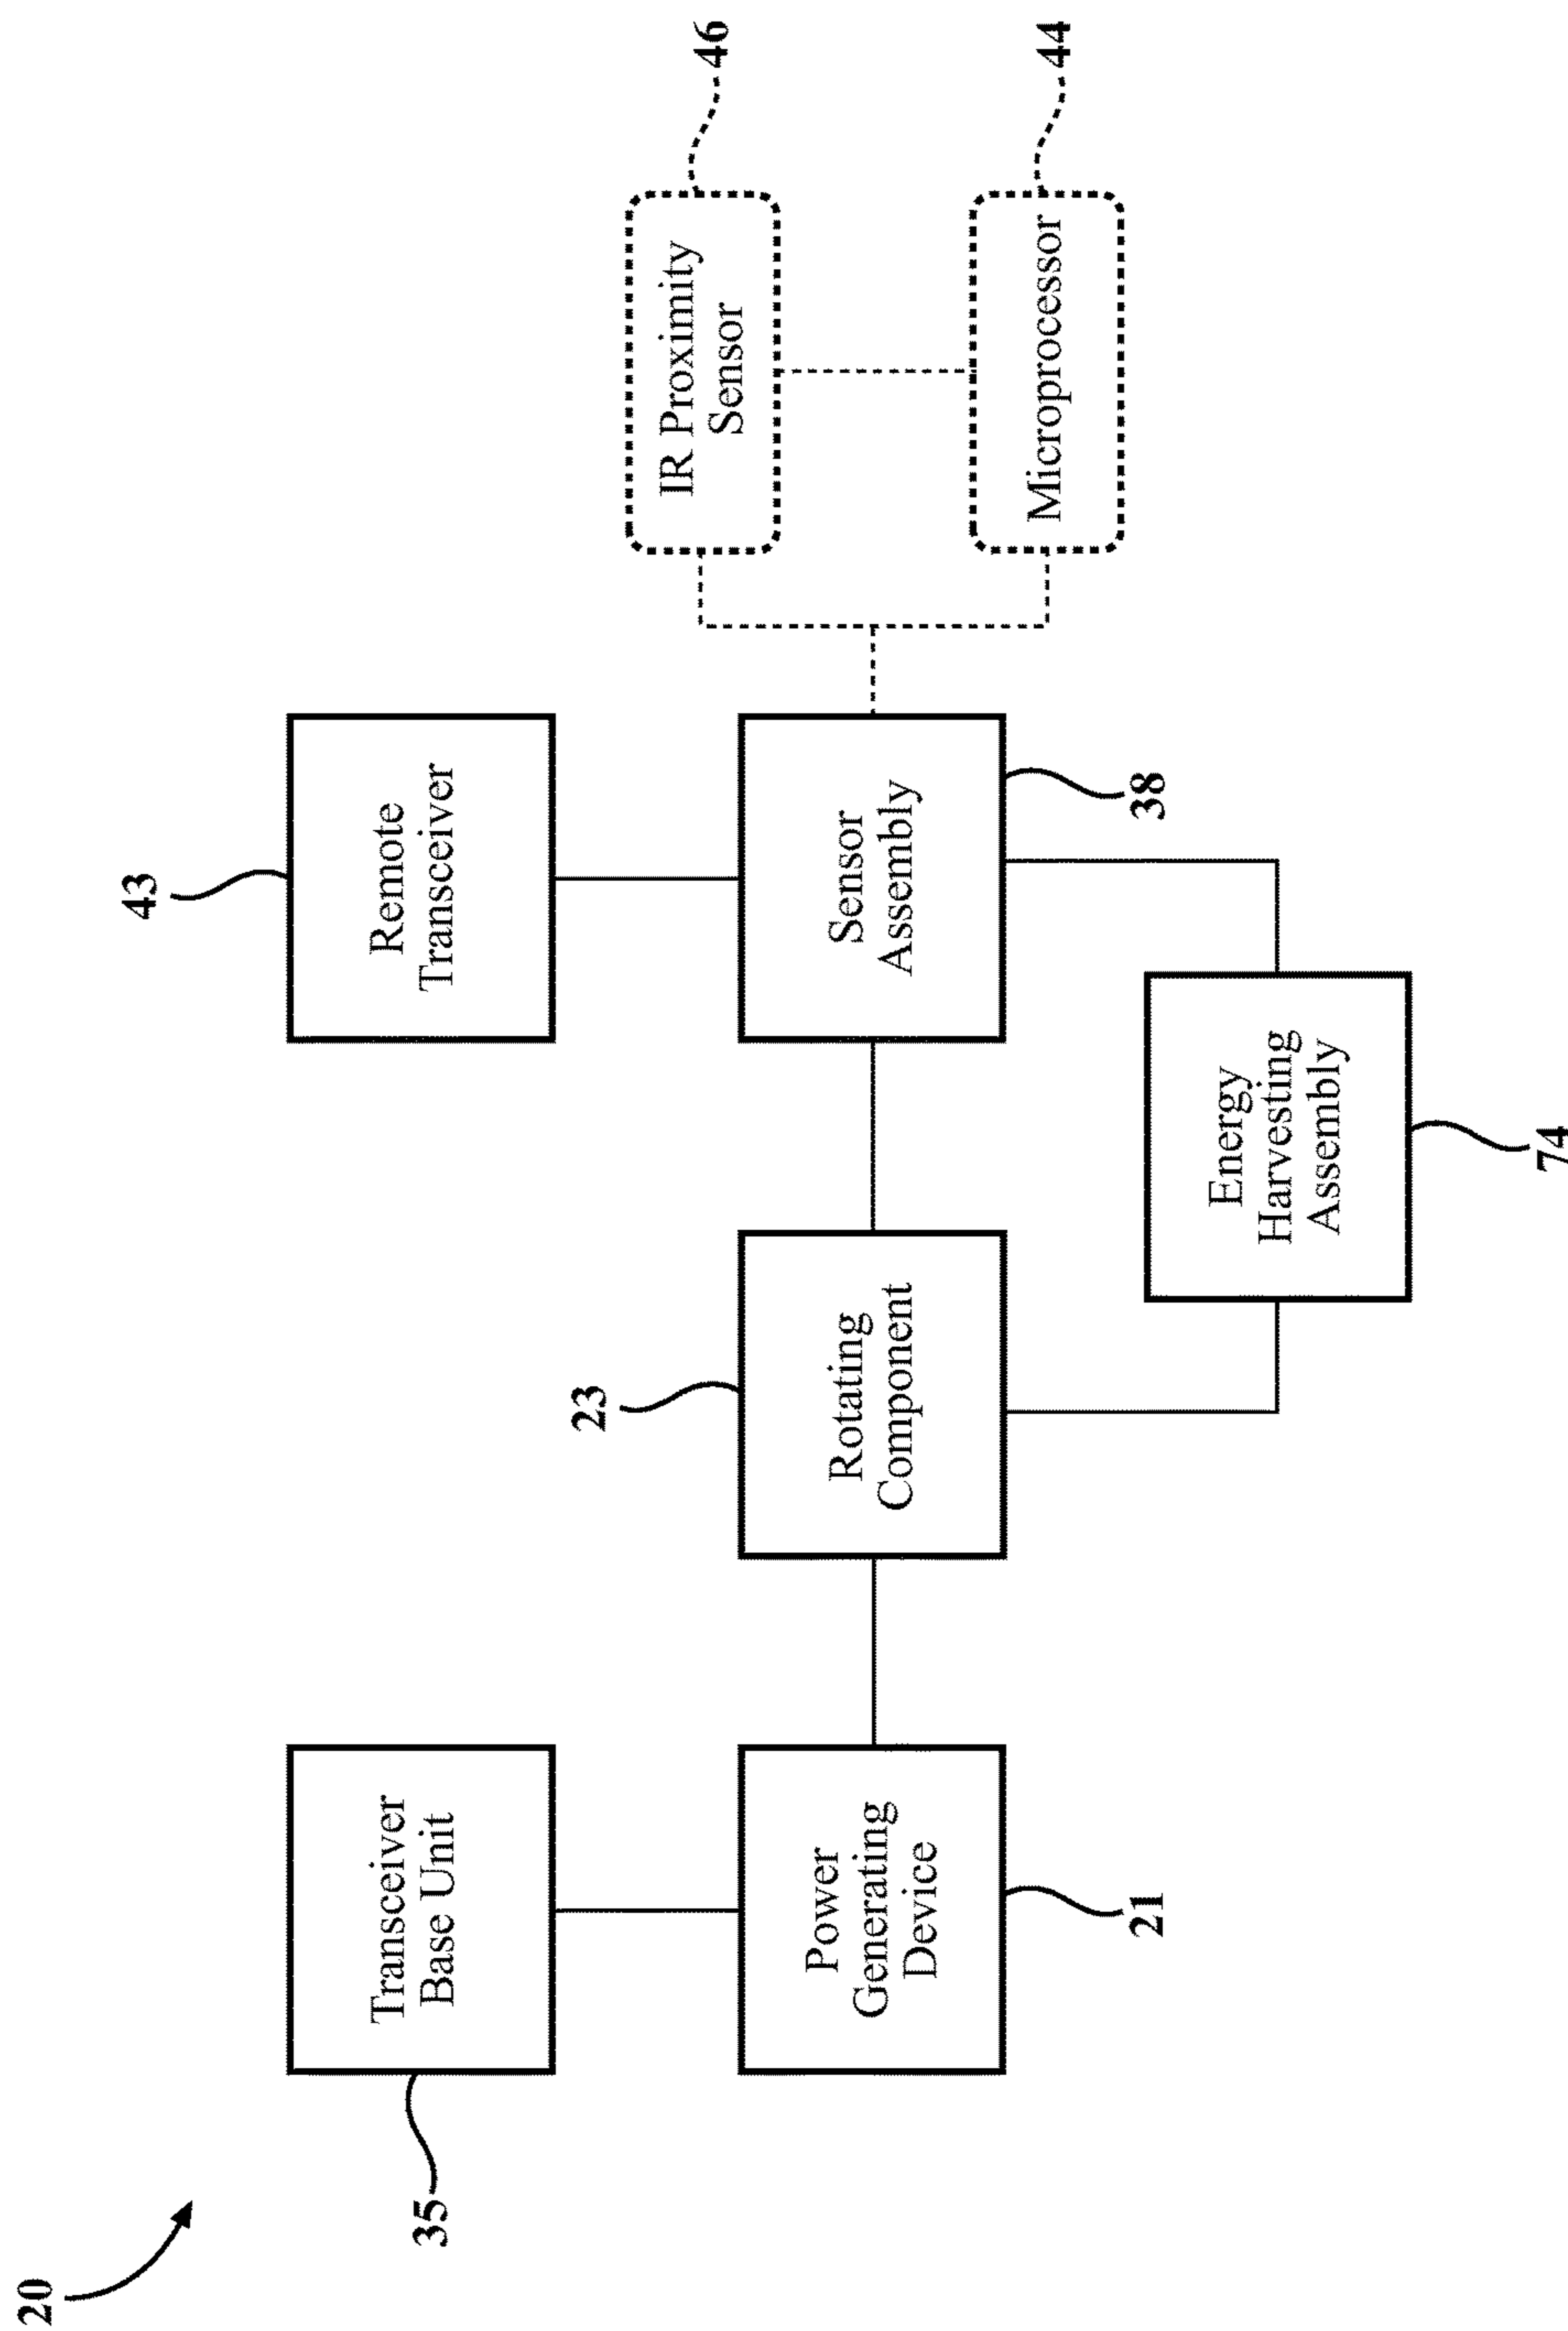 20
43
Transceiver
Base Unit
35
Remote
Transceiver
23
IR Proximity
Sensor
46
Power
Generating
Device
Rotating
Component
Sensor
Assembly
Microprocessor
44
21
38
Energy
Harvesting
Assembly
74